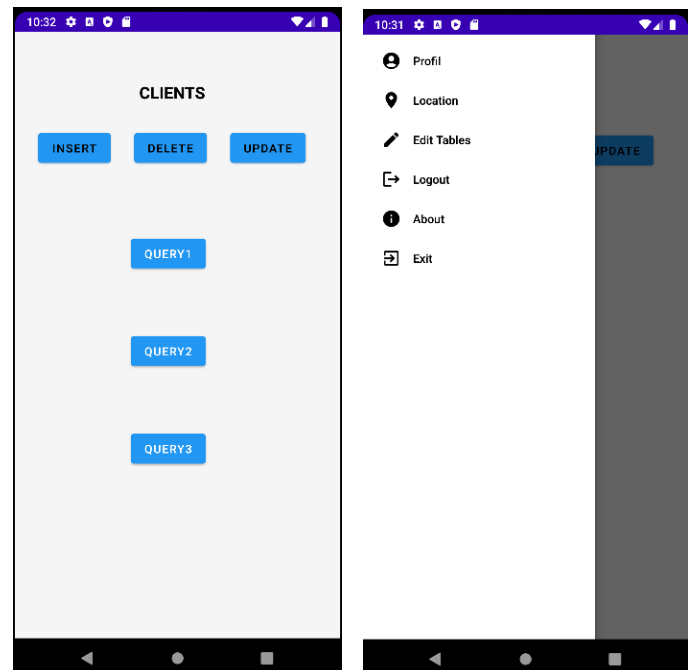 10:32
CLIENTS
INSERT DELETE UPDATE
QUERY1
QUERY2
QUERY3
10:31
Profil
Location
Edit Tables
UPDATE
Logout
About
Exit